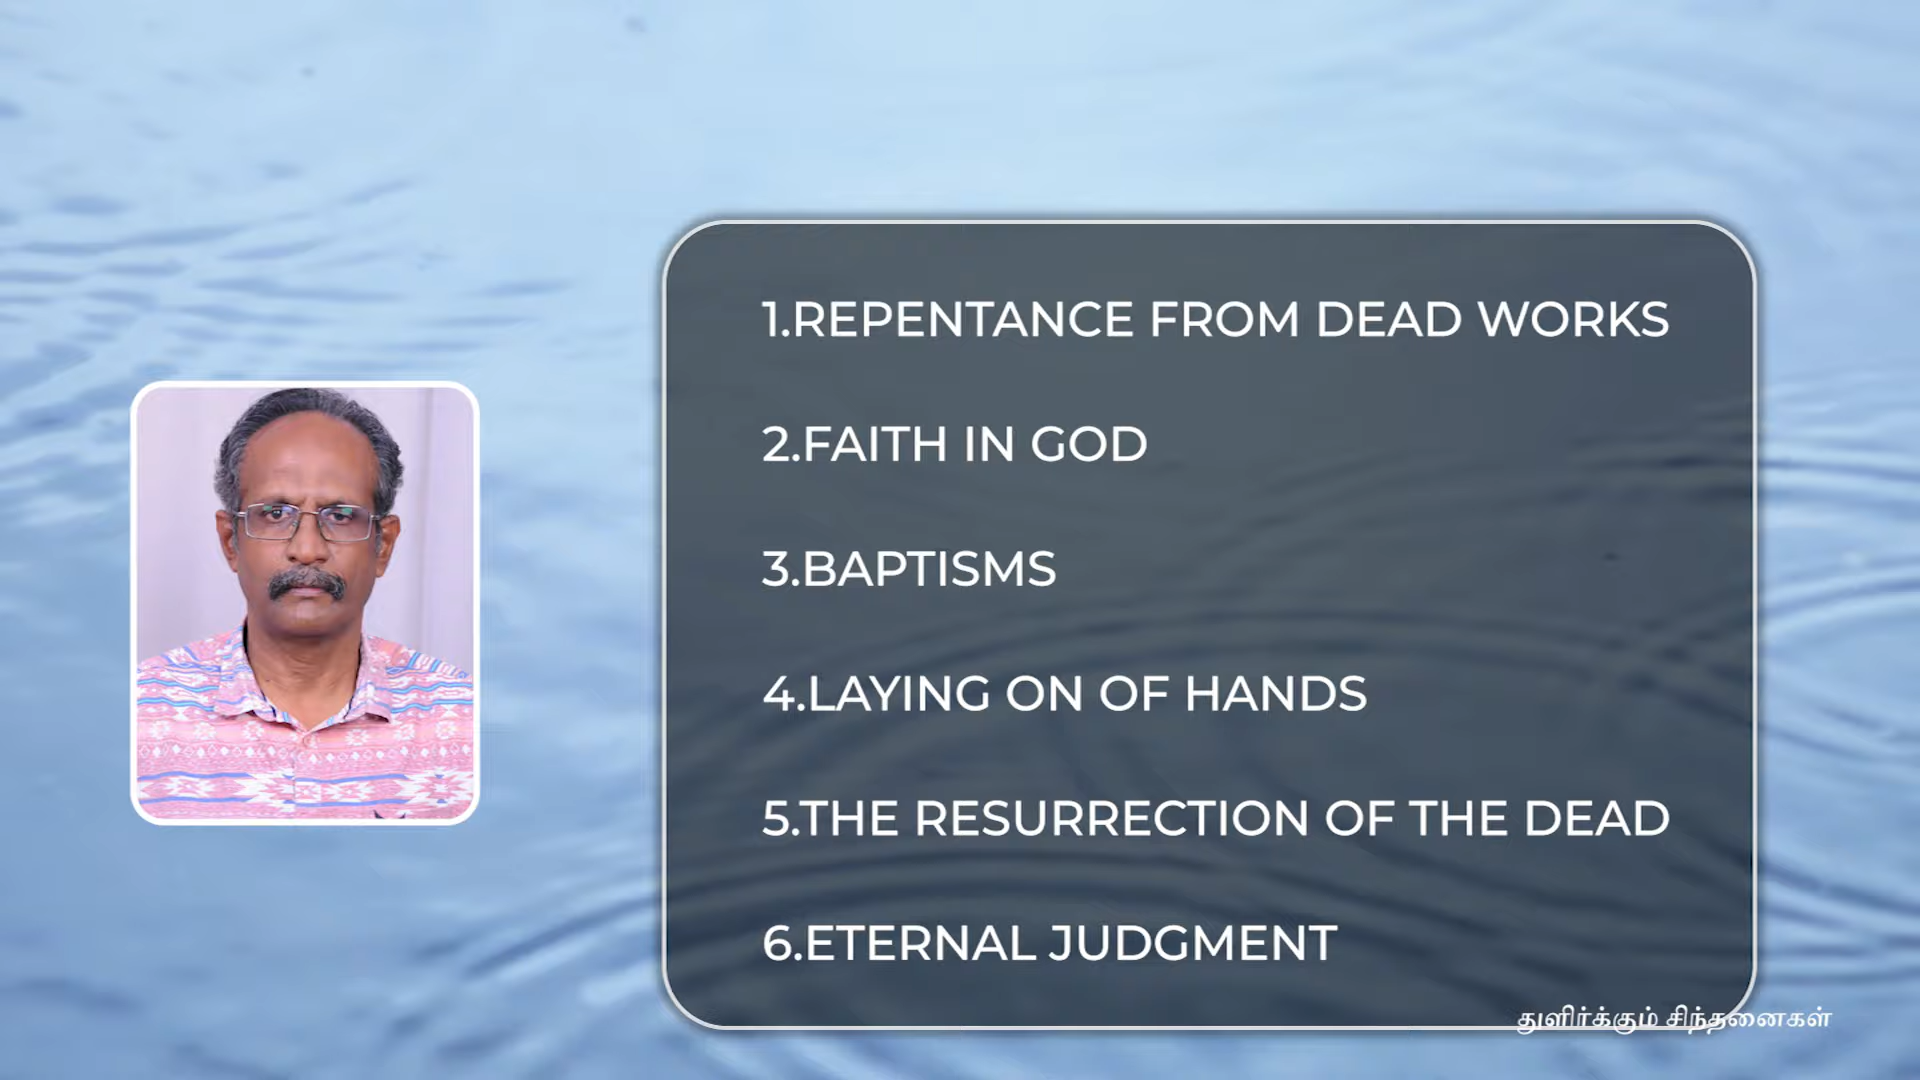 1.REPENTANCE FROM DEAD WORKS
2.FAITH IN GOD
3.BAPTISMS
4.LAYING ON OF HANDS
5.THE RESURRECTION OF THE DEAD
6.ETERNAL JUDGMENT
துளிர்க்கும் சிந்தனைகள்